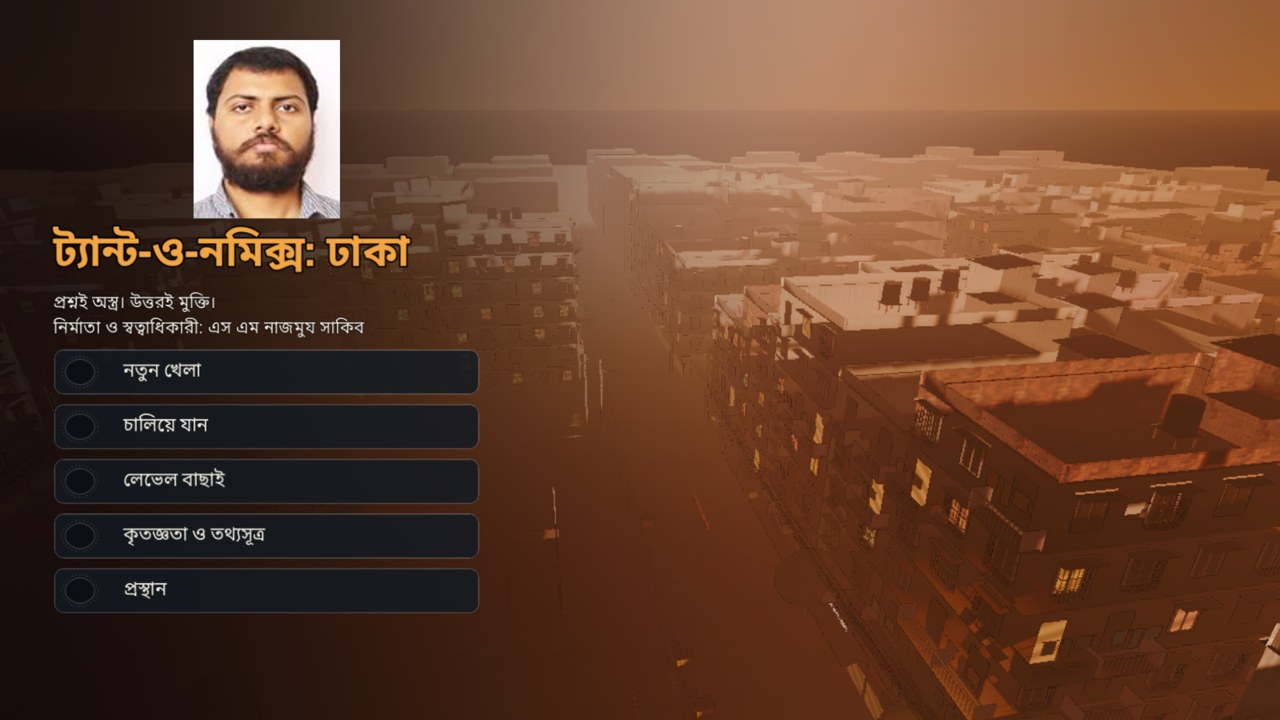 ট্যান্ট-ও-নমিক্স: ঢাকা
প্রশ্নই অস্ত্র। উত্তরই মুক্তি।
নির্মাতা ও স্বত্বাধিকারী: এস এম নাজমুয সাকিব
নতুন খেলা
চালিয়ে যান
লেভেল বাছাই
কৃতজ্ঞতা ও তথ্যসূত্র
প্রস্থান